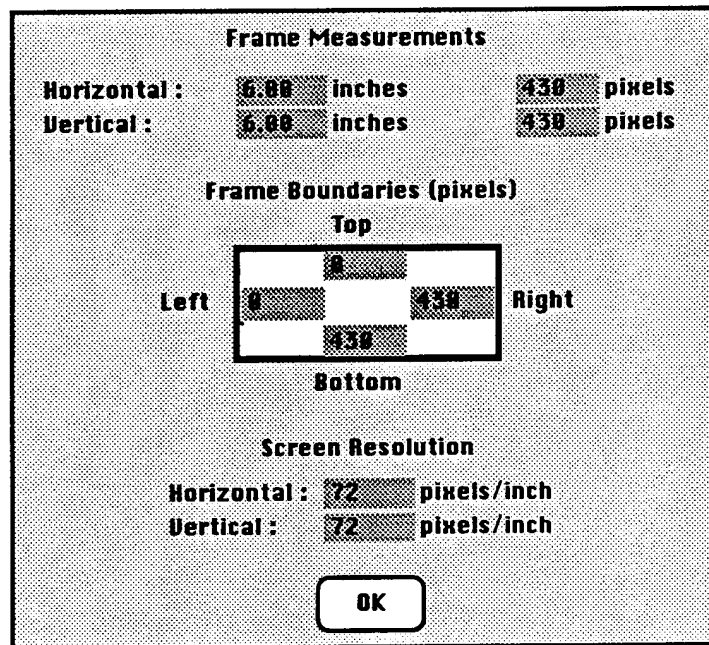 Frame Measurements
Horizontal : 6.00 inches 430 pixels
Vertical : 6.00 inches 430 pixels
Frame Boundaries (pixels)
Top
0
Left 0 430 Right
430
Bottom
Screen Resolution
Horizontal : 72 pixels/inch
Vertical : 72 pixels/inch
OK